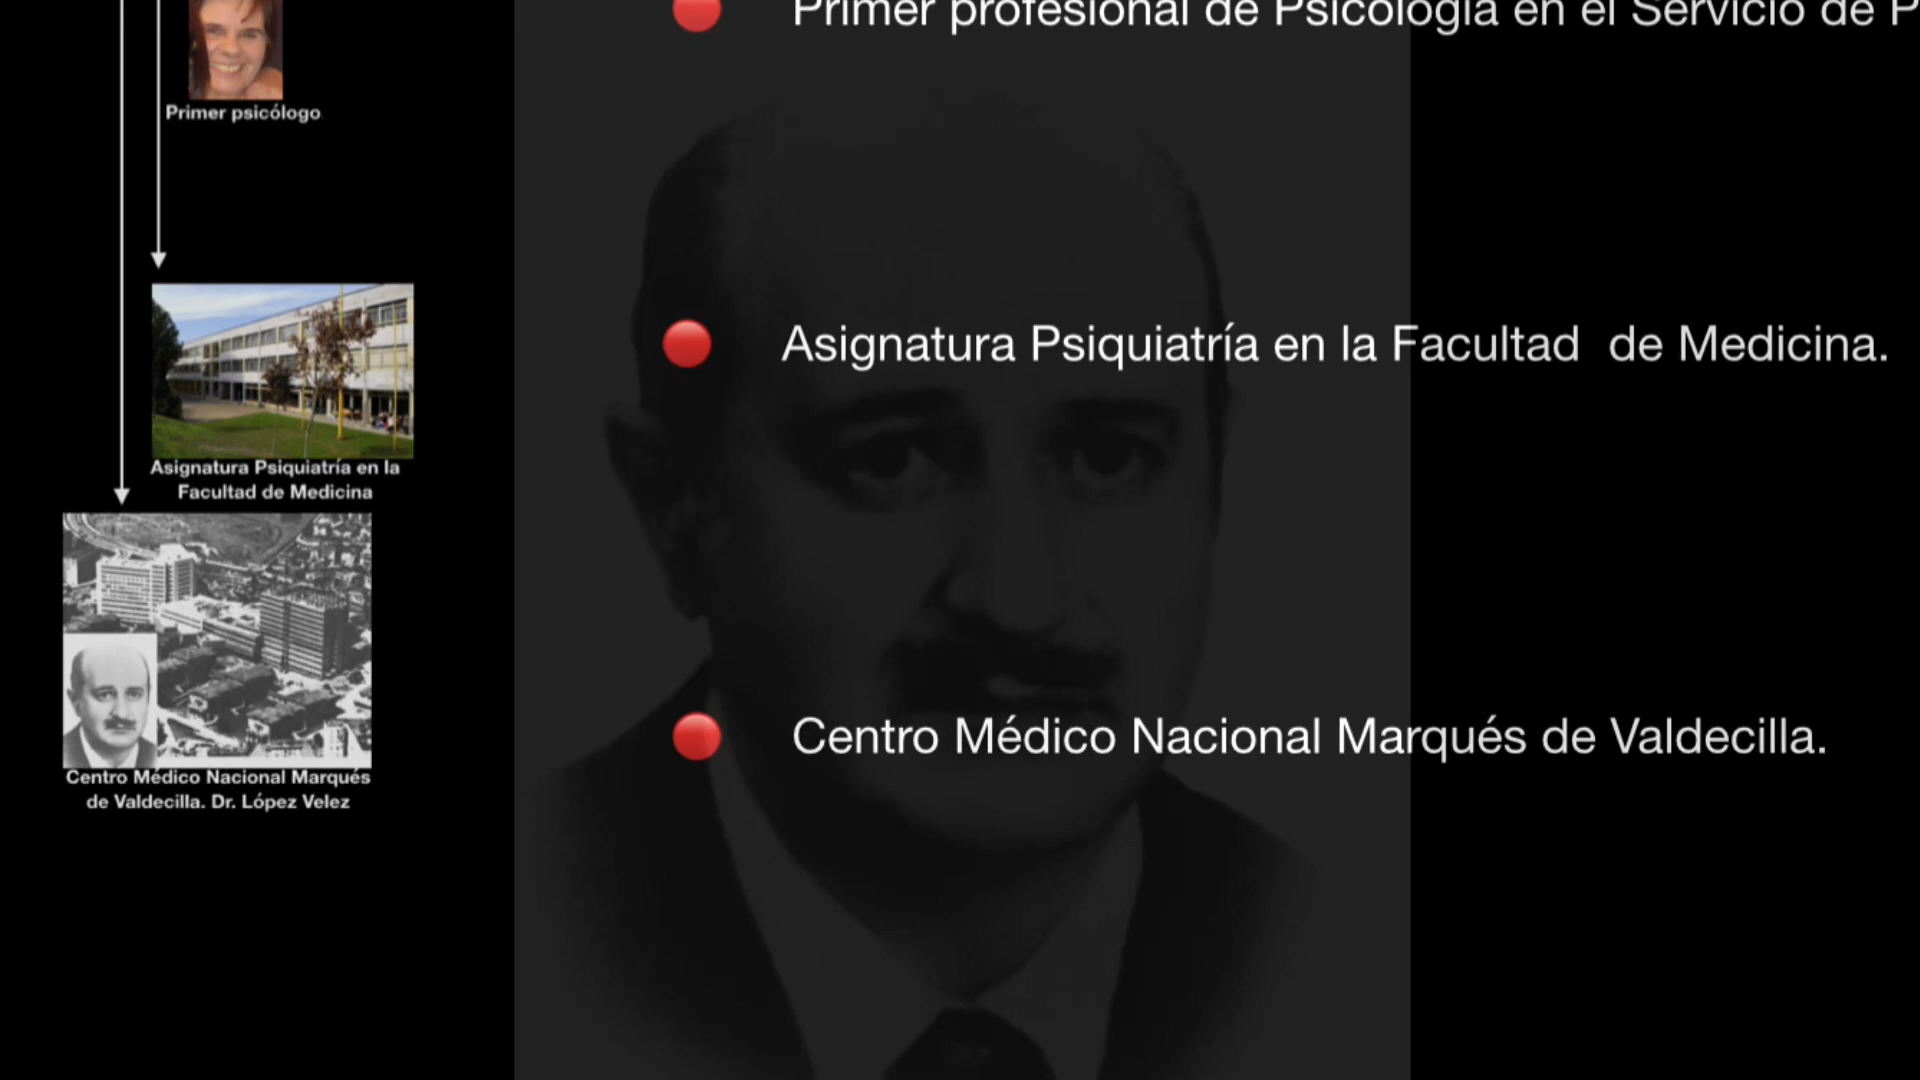 Primer profesional de Psicología en el Servicio de P
Primer psicólogo
Asignatura Psiquiatría en la Facultad  de Medicina.
Asignatura Psiquiatría en la
Facultad de Medicina
Centro Médico Nacional Marqués de Valdecilla.
Centro Médico Nacional Marqués
de Valdecilla. Dr. López Velez